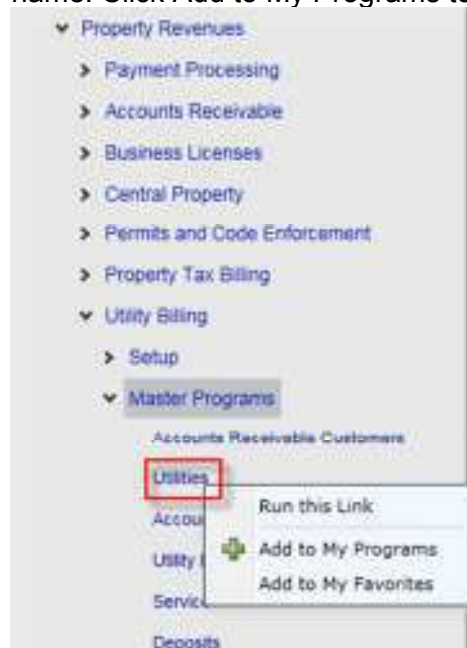 name. Click Add to My Programs to
Property Revenues
Payment Processing
Accounts Receivable
Business Licenses
Central Property
Permits and Code Enforcement
Property Tax Billing
Utility Billing
Setup
Master Programs
Accounts Receivable Customers
Utilities
Run this Link
Accou
Add to My Programs
Utility
Add to My Favorites
Service
Deposits